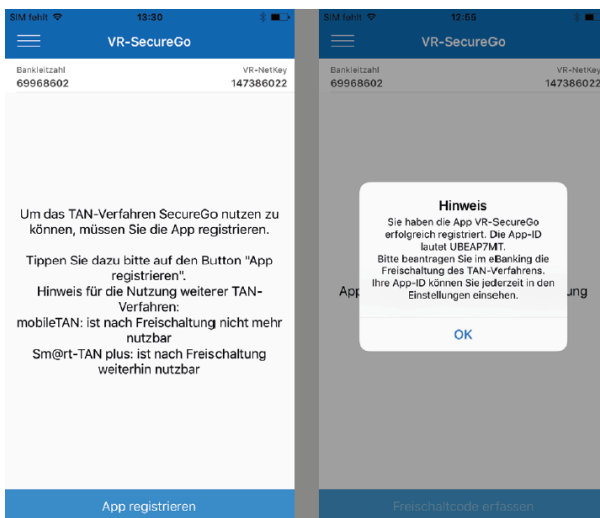 SIM fehlt 13:30
VR-SecureGo
Bankleitzahl VR-NetKey
69968602 147386022
Um das TAN-Verfahren SecureGo nutzen zu
können, müssen Sie die App registrieren.
Tippen Sie dazu bitte auf den Button "App
registrieren".
Hinweis für die Nutzung weiterer TAN-
Verfahren:
mobileTAN: ist nach Freischaltung nicht mehr
nutzbar
Sm@rt-TAN plus: ist nach Freischaltung
weiterhin nutzbar
App registrieren
SIM fehlt 12:55
VR-SecureGo
Bankleitzahl VR-NetKey
69968602 147386022
Hinweis
Sie haben die App VR-SecureGo
erfolgreich registriert. Die App-ID
lautet UBEAP7MT.
Bitte beantragen Sie im eBanking die
Freischaltung des TAN-Verfahrens.
Ihre App-ID können Sie jederzeit in den
Einstellungen einsehen.
App ung
OK
Freischaltcode erfassen